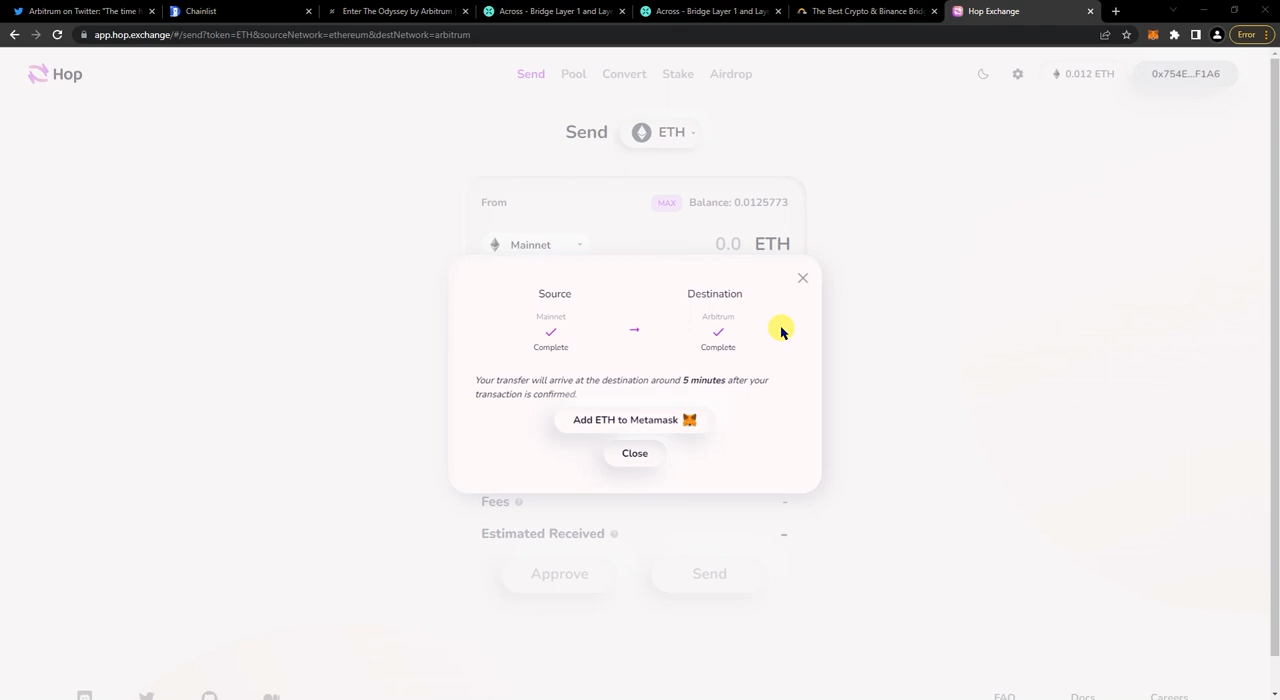 Arbitrum on Twitter: "The time h
Chainlist
Enter The Odyssey by Arbitrum
Across - Bridge Layer 1 and Laye
Across - Bridge Layer 1 and Laye
The Best Crypto & Binance Brid
Hop Exchange
app.hop.exchange/#/send?token=ETH&sourceNetwork=ethereum&destNetwork=arbitrum
Error
Hop
Send
Pool
Convert
Stake
Airdrop
0.012 ETH
0x754E...F1A6
Send
ETH
From
MAX
Balance: 0.0125773
Mainnet
0.0
ETH
Source
Destination
Mainnet
Arbitrum
Complete
Complete
Your transfer will arrive at the destination around 5 minutes after your
transaction is confirmed.
Add ETH to Metamask
Close
Fees
-
Estimated Received
-
Approve
Send
FAQ
Docs
Careers